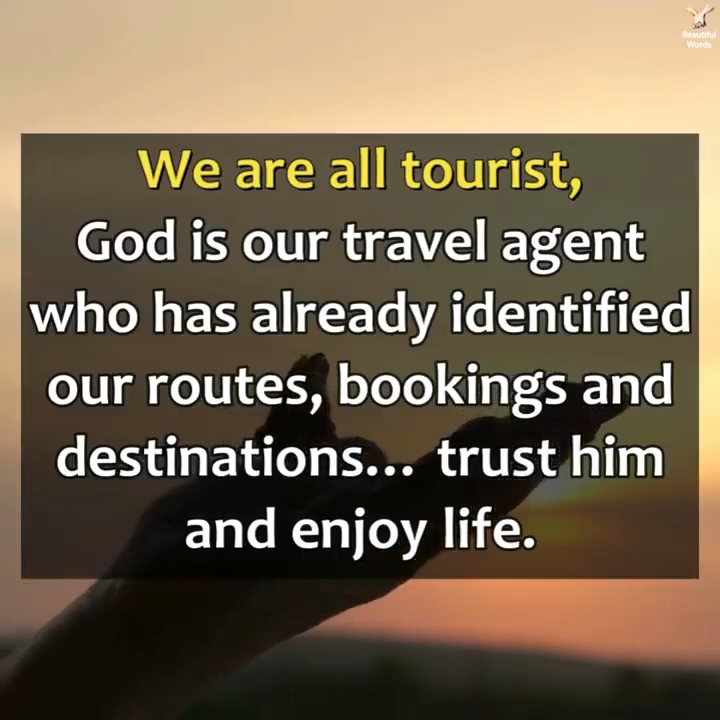 Beautiful
Words
We are all tourist,
God is our travel agent
who has already identified
our routes, bookings and
destinations... trust him
and enjoy life.